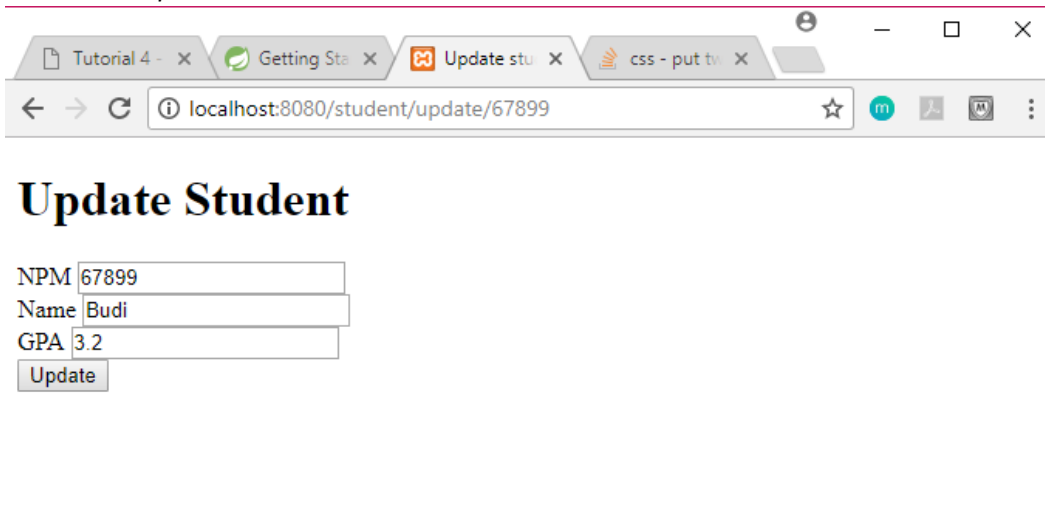 Tutorial 4 -
Getting Sta
Update stu
css - put tw
localhost:8080/student/update/67899
m
M
Update Student
NPM 67899
Name Budi
GPA 3.2
Update